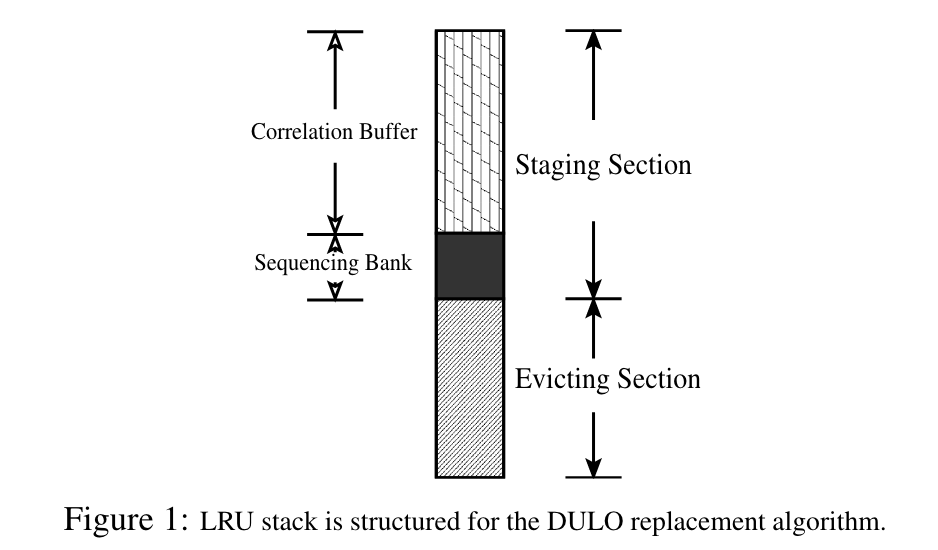 Correlation Buffer
Staging Section
Sequencing Bank
Evicting Section
Figure 1: LRU stack is structured for the DULO replacement algorithm.